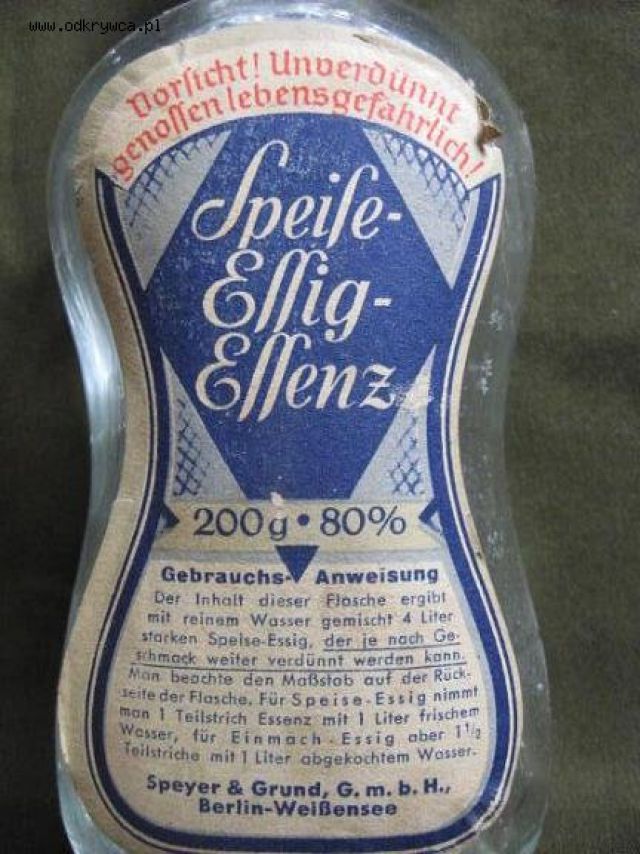 www.odkrywca.pl
Vorſicht! Unverdünnt
genoſſen lebensgefährlich!
Speiſe-
Eſſig-
Eſſenz
200g • 80%
Gebrauchs- Anweisung
Der Inhalt dieser Flasche ergibt
mit reinem Wasser gemischt 4 Liter
starken Speise-Essig, der je nach Ge-
schmack weiter verdünnt werden kann.
Man beachte den Maßstab auf der Rück-
seite der Flasche. Für Speise-Essig nimmt
man 1 Teilstrich Essenz mit 1 Liter frischem
Wasser, für Einmach-Essig aber 1 1/2
Teilstriche mit 1 Liter abgekochtem Wasser.
Speyer & Grund, G. m. b. H.,
Berlin-Weißensee